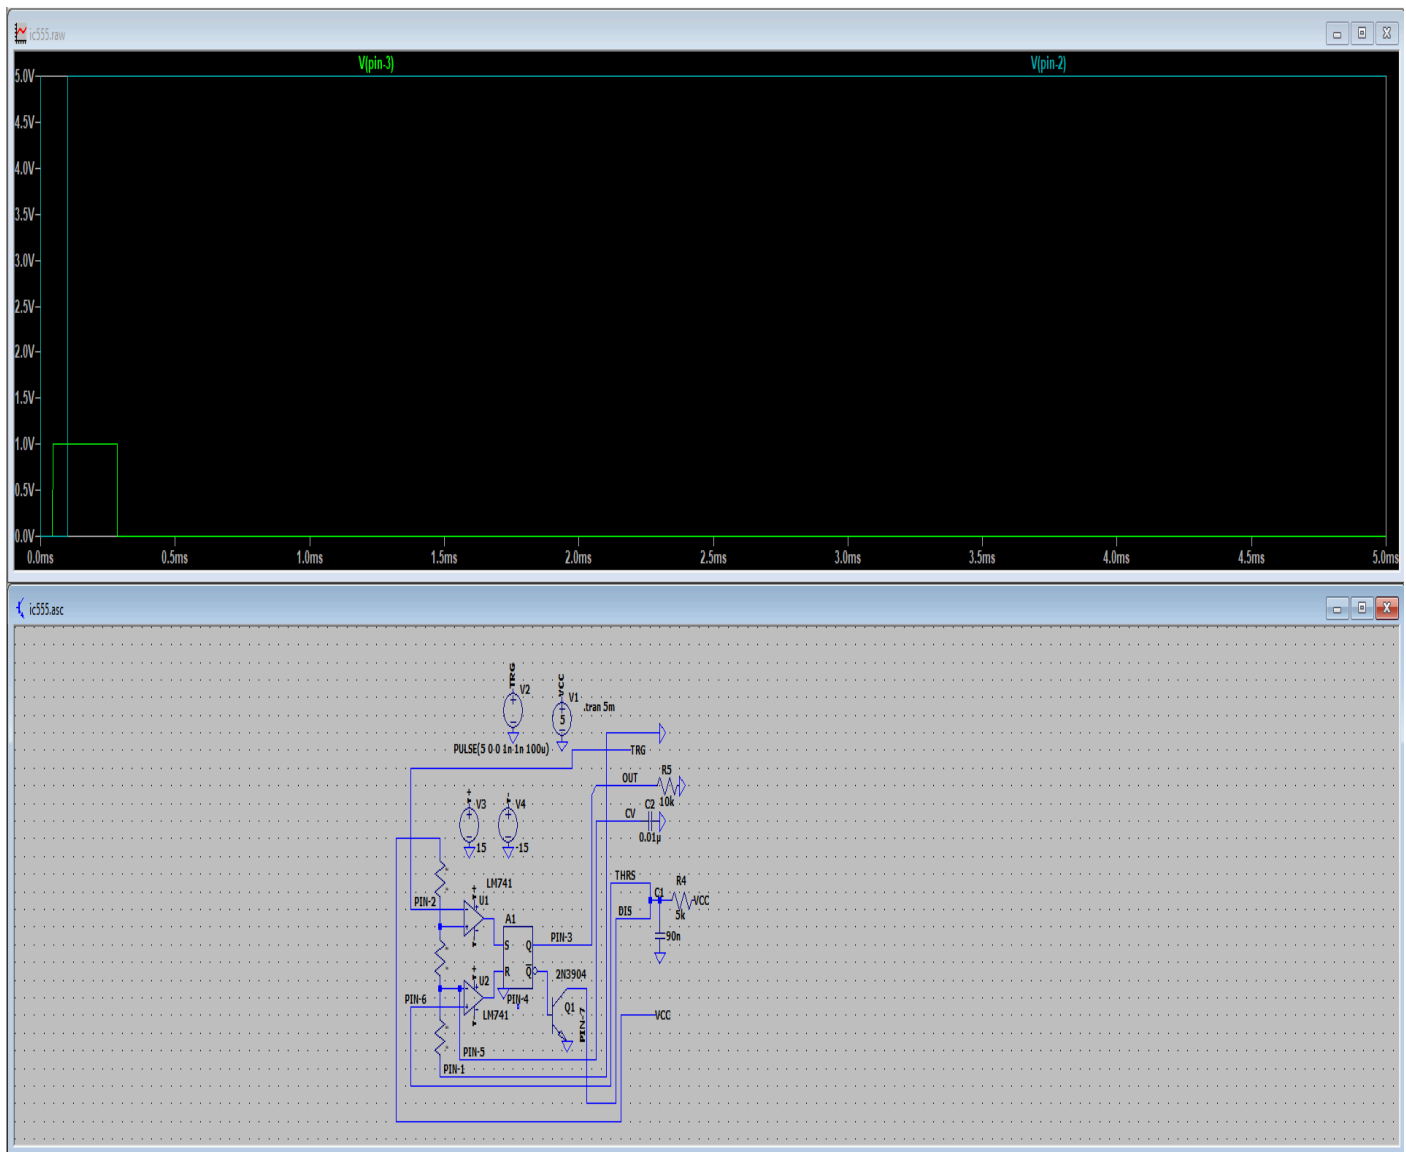 ic555.raw
V(pin-3)
V(pin-2)
5.0V
4.5V
4.0V
3.5V
3.0V
2.5V
2.0V
1.5V
1.0V
0.5V
0.0V
0.0ms
0.5ms
1.0ms
1.5ms
2.0ms
2.5ms
3.0ms
3.5ms
4.0ms
4.5ms
5.0ms
ic555.asc
TRG
V2
VCC
V1
5
.tran 5m
PULSE(5 0 0 1n 1n 100u)
TRG
OUT
R5
10k
V3
15
V4
-15
CV
C2
0.01µ
LM741
U1
PIN-2
THRS
C1
R4
5k
VCC
DIS
90n
A1
S
Q
R
Q
PIN-3
2N3904
U2
LM741
PIN-6
PIN-4
Q1
PIN-7
VCC
PIN-5
PIN-1